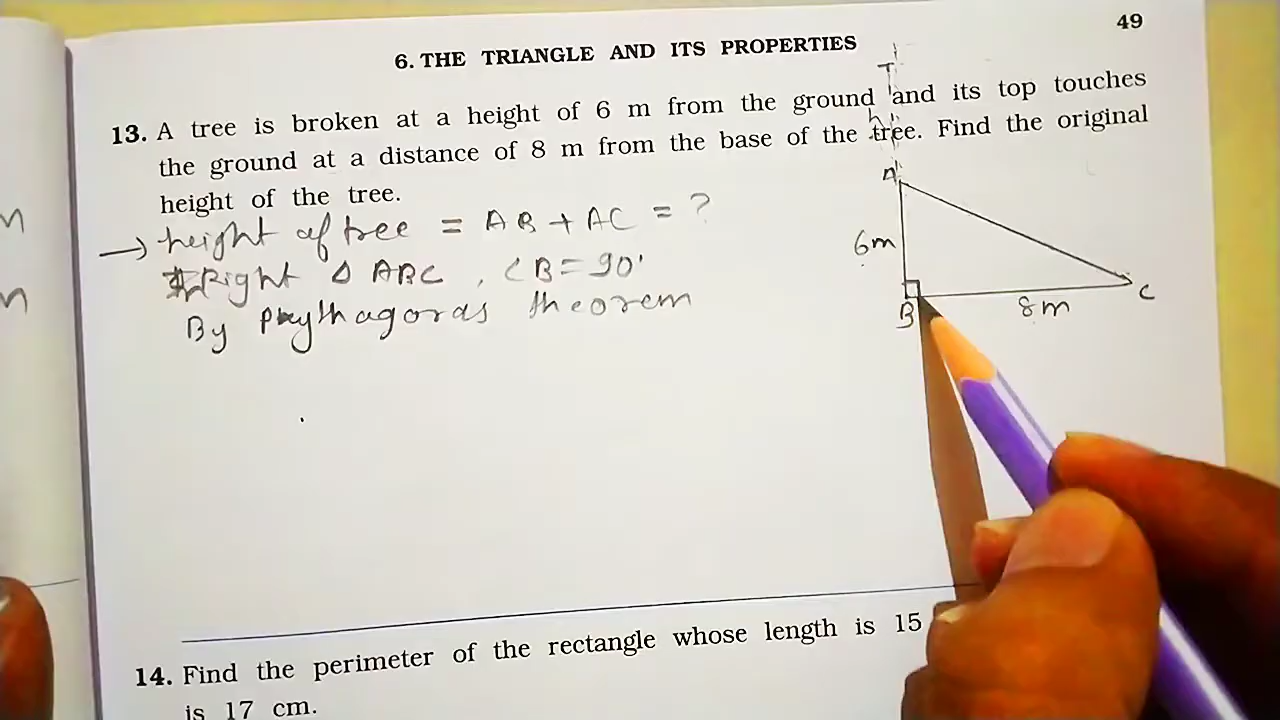 49
6. THE TRIANGLE AND ITS PROPERTIES
13. A tree is broken at a height of 6 m from the ground and its top touches
the ground at a distance of 8 m from the base of the tree. Find the original
height of the tree.
→ height of tree = AB + AC = ?
Right △ ABC , ∠B = 90°
By pythagoras theorem
T
h
A
6m
B
8m
C
14. Find the perimeter of the rectangle whose length is 15
is 17 cm.